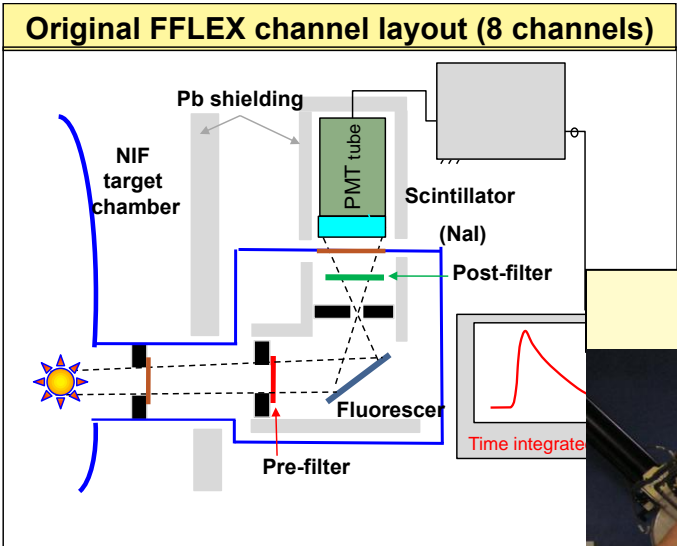 Original FFLEX channel layout (8 channels)
Pb shielding
NIF
target
chamber
PMT tube
Scintillator
(NaI)
Post-filter
Fluorescer
Pre-filter
Time integrate